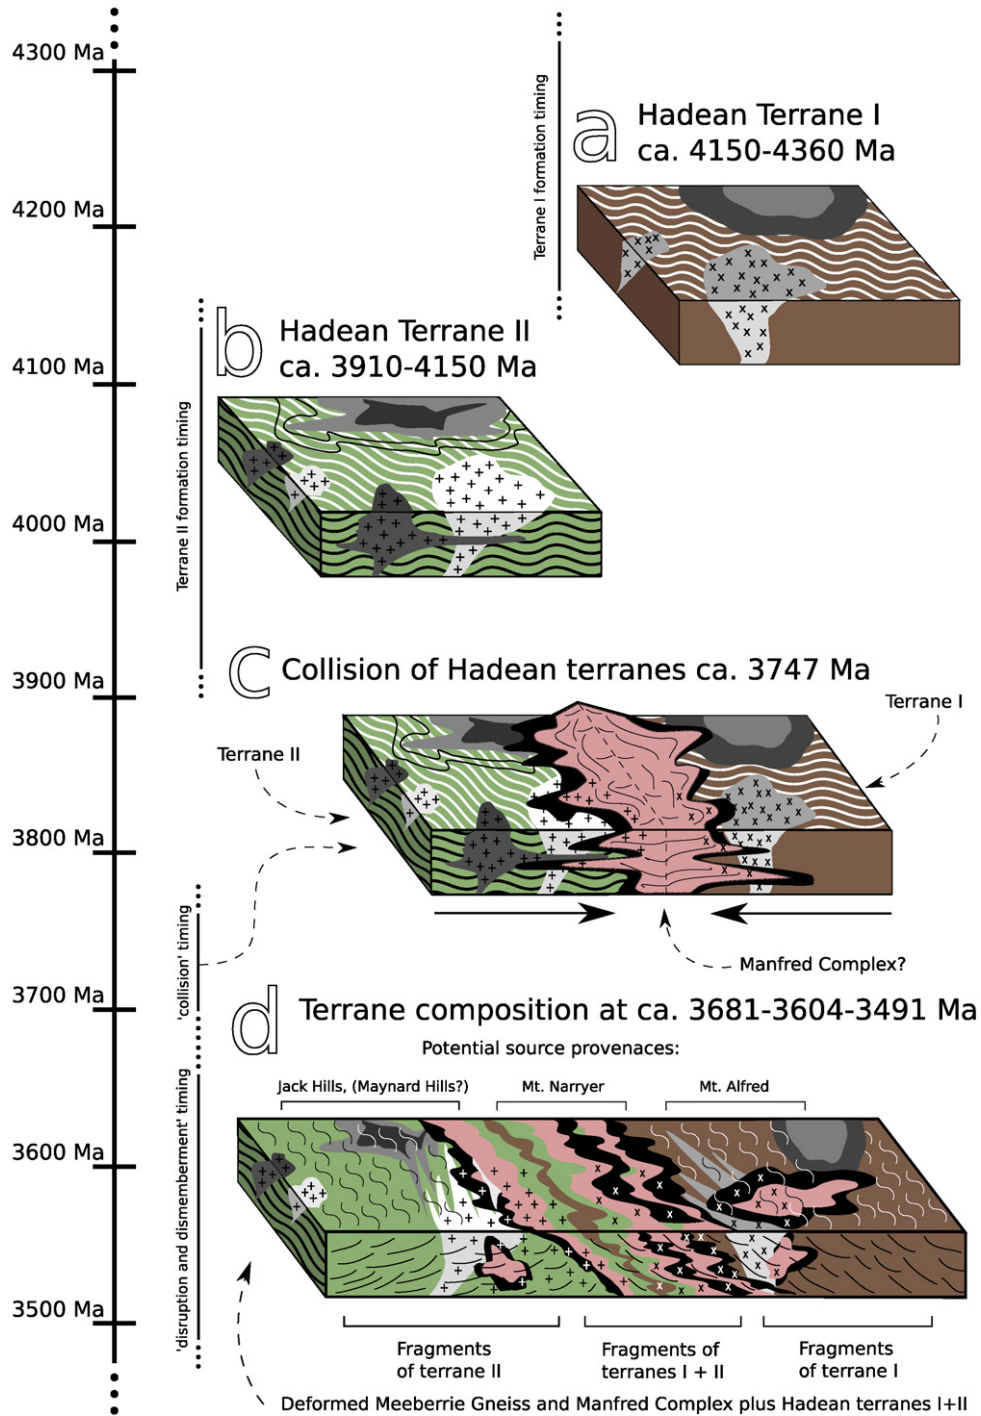 4300 Ma
4200 Ma
4100 Ma
4000 Ma
3900 Ma
3800 Ma
3700 Ma
3600 Ma
3500 Ma
Terrane I formation timing
a
Hadean Terrane I
ca. 4150-4360 Ma
Terrane II formation timing
b
Hadean Terrane II
ca. 3910-4150 Ma
c
Collision of Hadean terranes ca. 3747 Ma
Terrane I
Terrane II
'collision' timing
Manfred Complex?
d
Terrane composition at ca. 3681-3604-3491 Ma
Potential source provenaces:
Jack Hills, (Maynard Hills?)
Mt. Narryer
Mt. Alfred
'disruption and dismemberment' timing
Fragments
of terrane II
Fragments of
terranes I + II
Fragments
of terrane I
Deformed Meeberrie Gneiss and Manfred Complex plus Hadean terranes I+II